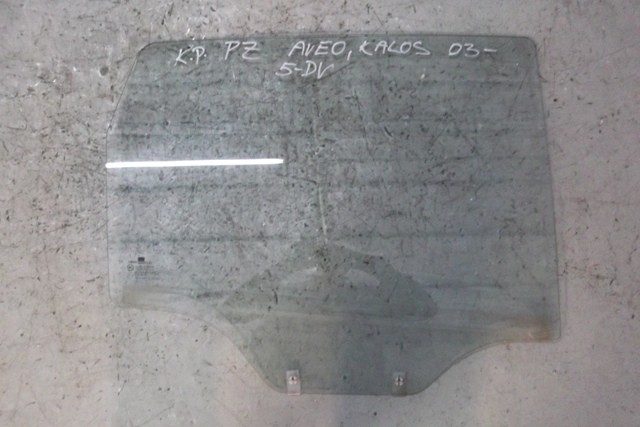 K.P. PZ AVEO, KALOS 03-
5-DV